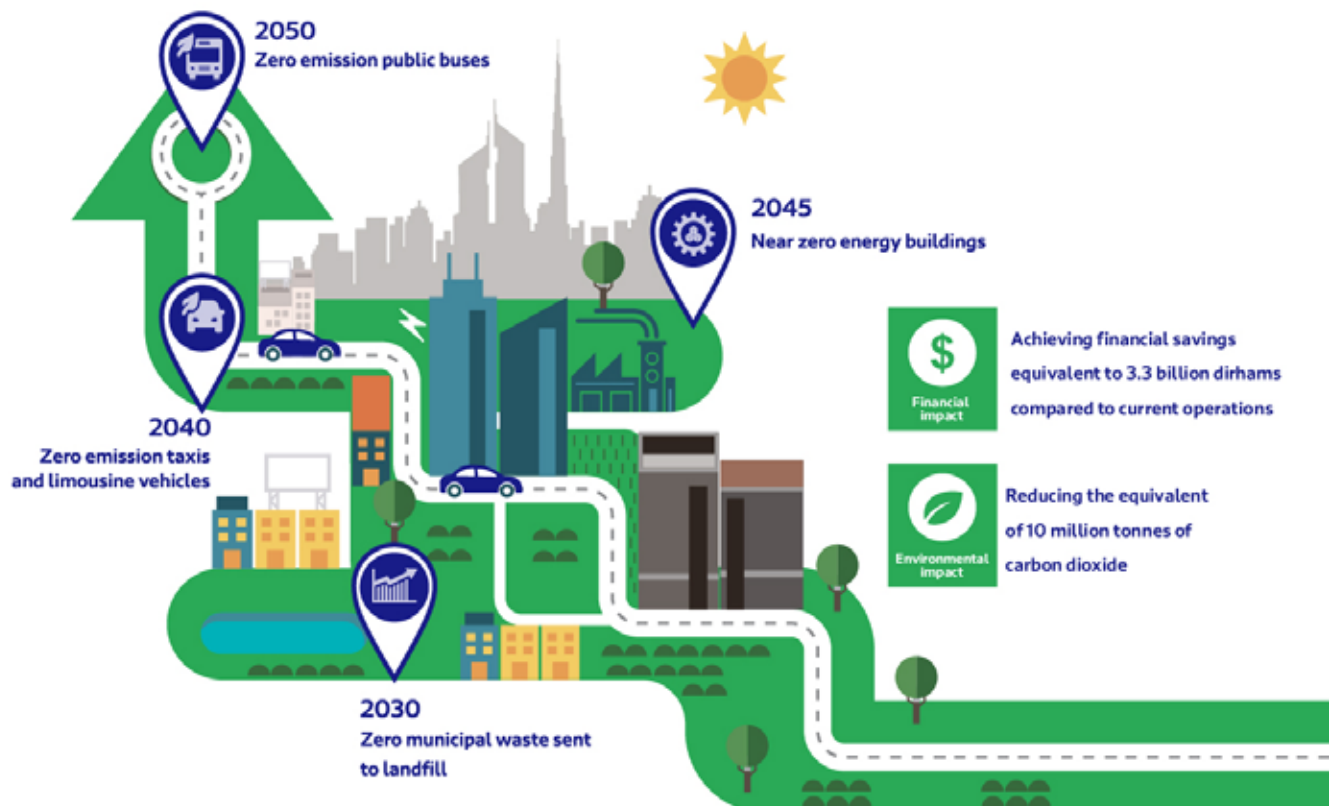 2050
Zero emission public buses
2045
Near zero energy buildings
2040
Zero emission taxis
and limousine vehicles
2030
Zero municipal waste sent
to landfill
$
Financial
impact
Achieving financial savings
equivalent to 3.3 billion dirhams
compared to current operations
Environmental
impact
Reducing the equivalent
of 10 million tonnes of
carbon dioxide